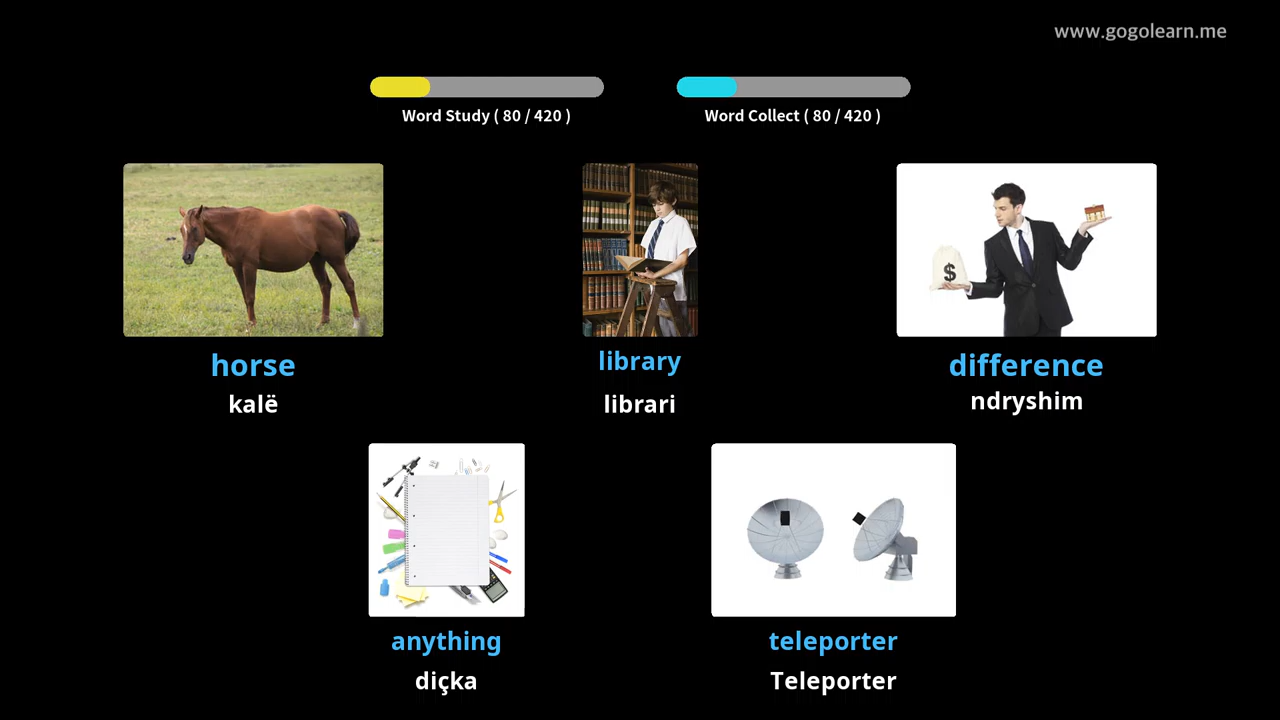 www.gogolearn.me
Word Study ( 80 / 420 )
Word Collect ( 80 / 420 )
horse
kalë
library
librari
difference
ndryshim
$
anything
diçka
teleporter
Teleporter